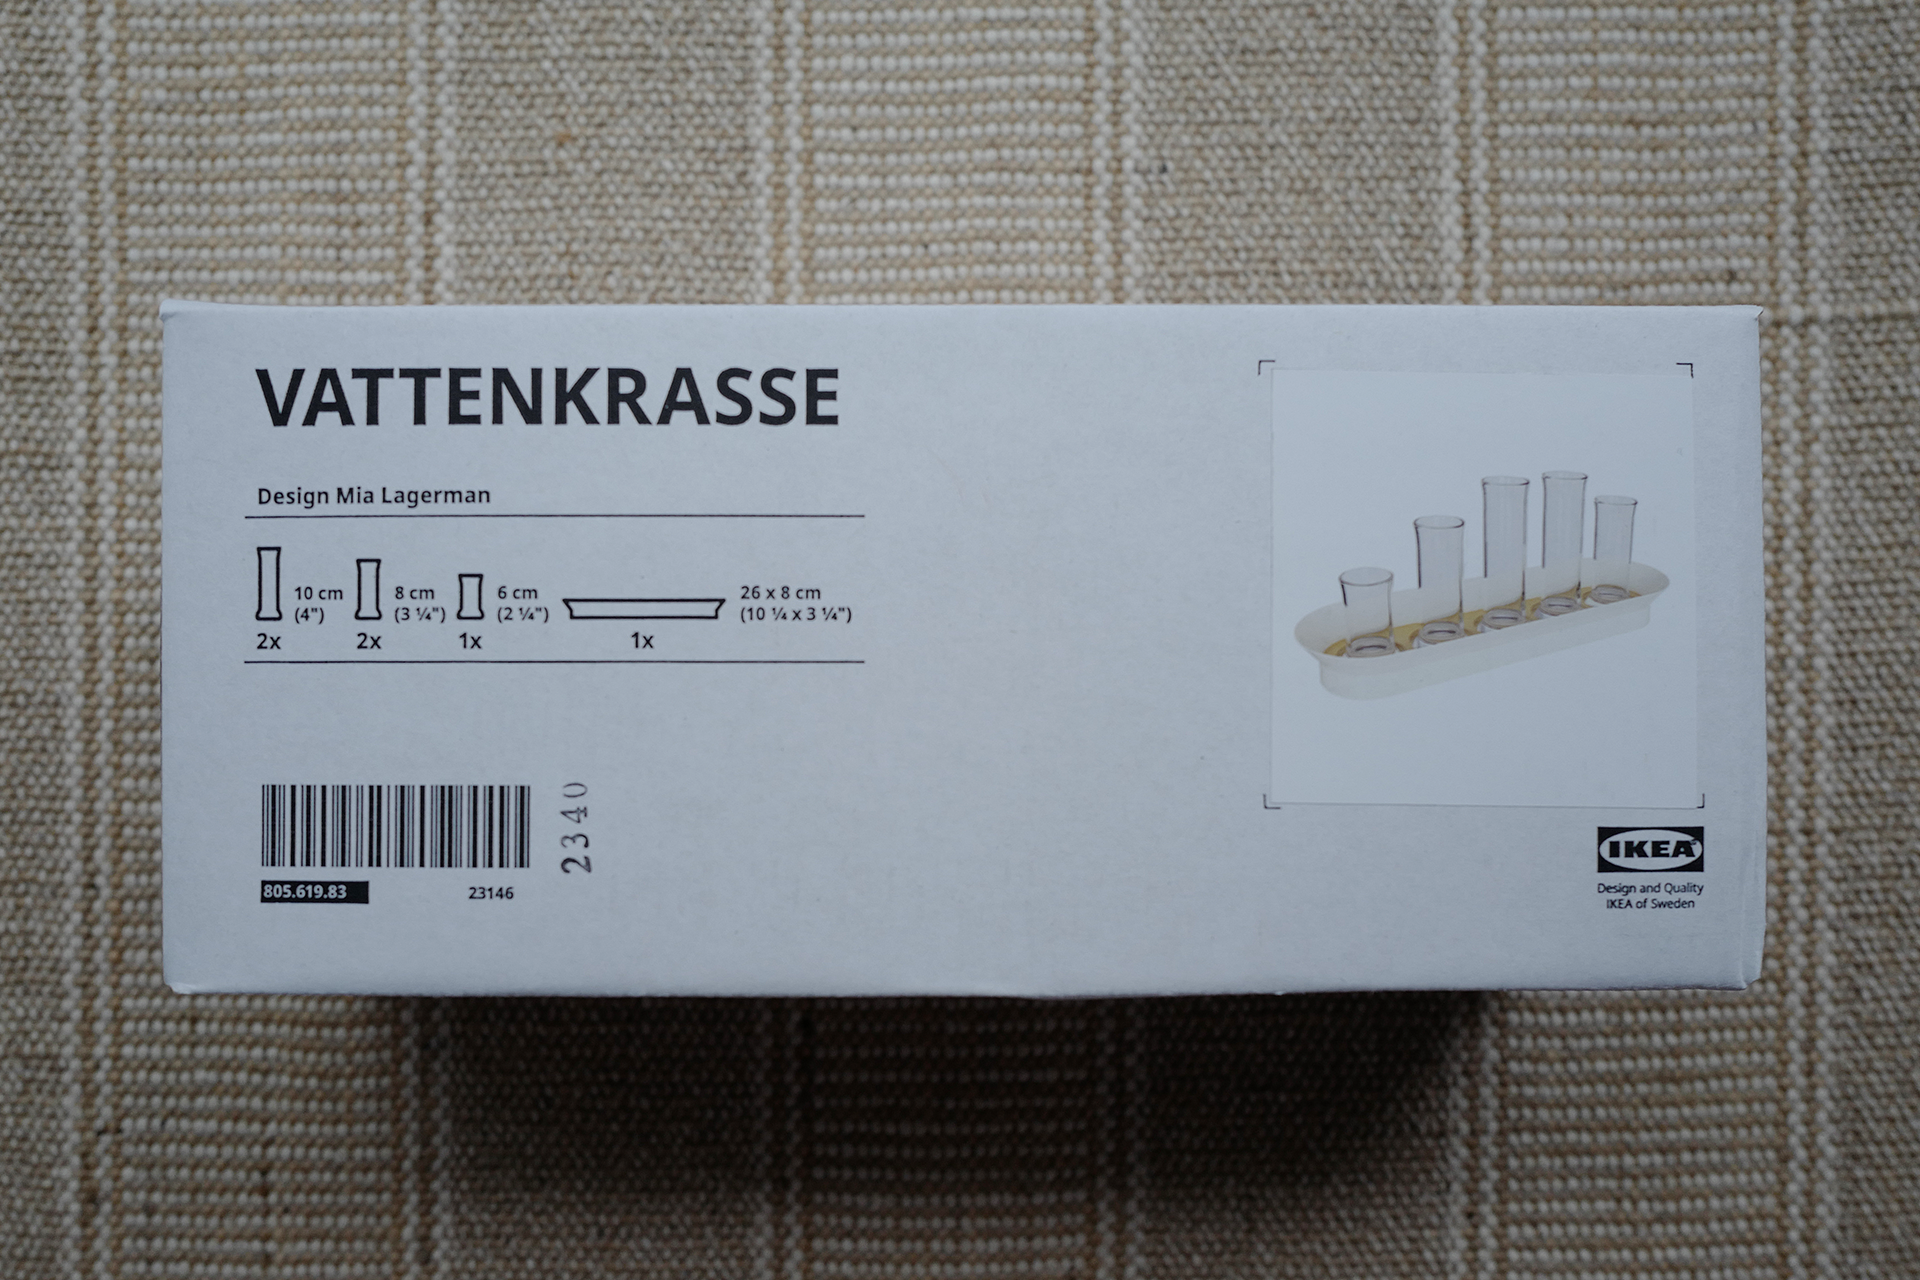 VATTENKRASSE
Design Mia Lagerman
10 cm
(4")
2x
8 cm
(3 ¼")
2x
6 cm
(2 ¼")
1x
26 x 8 cm
(10 ¼ x 3 ¼")
1x
2340
805.619.83
23146
IKEA
Design and Quality
IKEA of Sweden